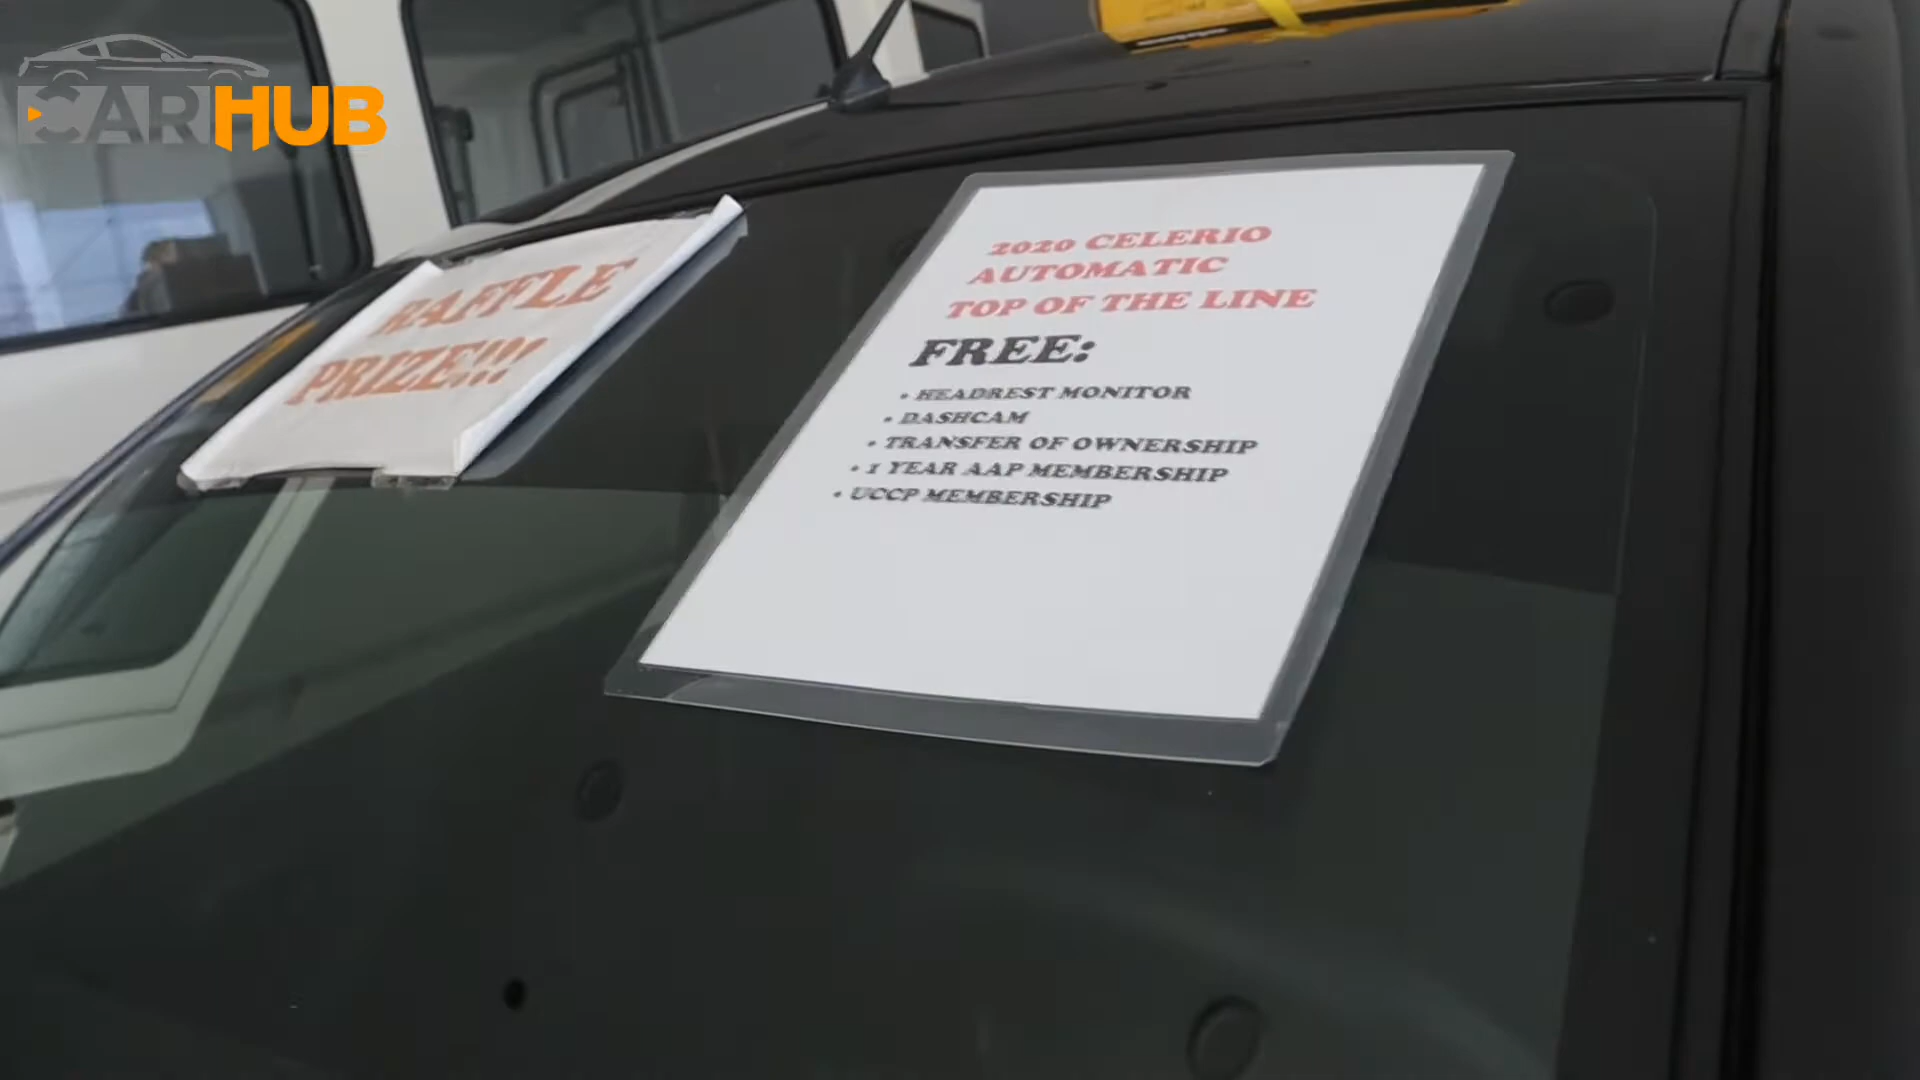 CARHUB
RAFFLE
PRIZE!!!
2020 CELERIO
AUTOMATIC
TOP OF THE LINE
FREE:
• HEADREST MONITOR
• DASHCAM
• TRANSFER OF OWNERSHIP
• 1 YEAR AAP MEMBERSHIP
• UCCP MEMBERSHIP